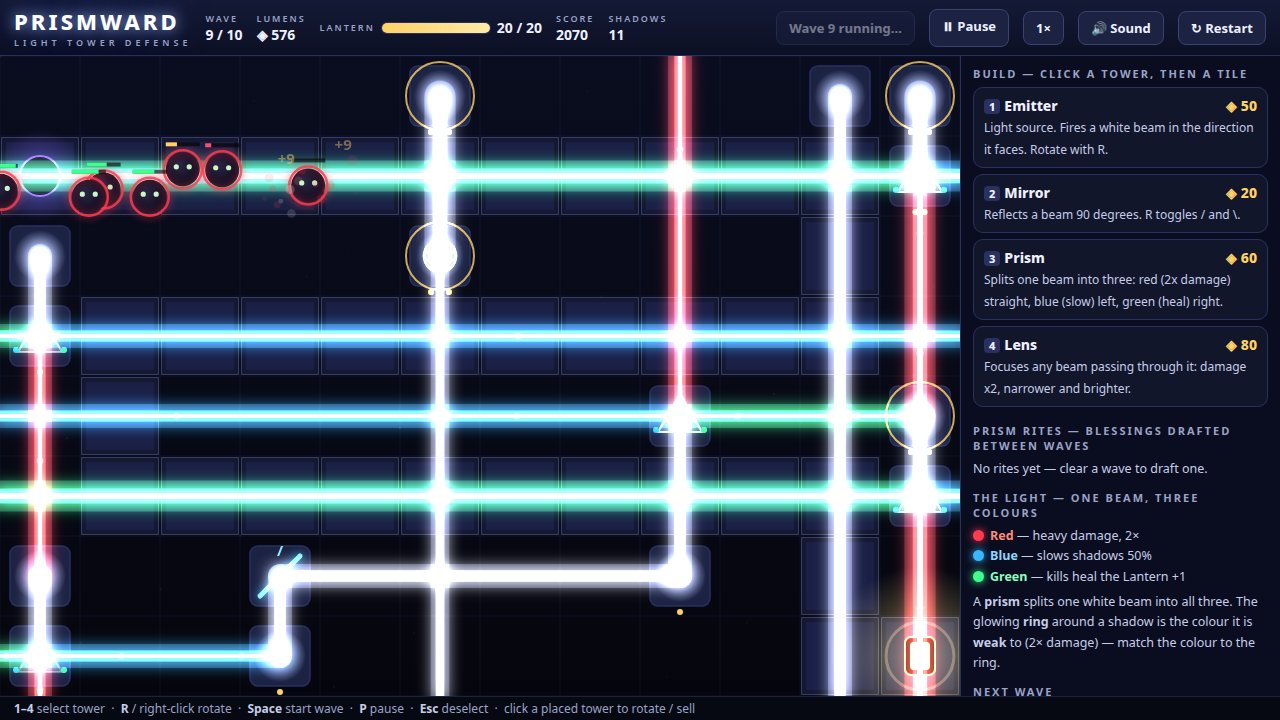 PRISMWARD
LIGHT TOWER DEFENSE
WAVE
9 / 10
LUMENS
◈ 576
LANTERN
20 / 20
SCORE
2070
SHADOWS
11
Wave 9 running...
⏸ Pause
1×
🔊 Sound
↻ Restart
+9
+9
BUILD — CLICK A TOWER, THEN A TILE
1 Emitter ◈ 50
Light source. Fires a white beam in the direction
it faces. Rotate with R.
2 Mirror ◈ 20
Reflects a beam 90 degrees. R toggles / and \.
3 Prism ◈ 60
Splits one beam into three: red (2x damage)
straight, blue (slow) left, green (heal) right.
4 Lens ◈ 80
Focuses any beam passing through it: damage
x2, narrower and brighter.
PRISM RITES — BLESSINGS DRAFTED
BETWEEN WAVES
No rites yet — clear a wave to draft one.
THE LIGHT — ONE BEAM, THREE
COLOURS
Red — heavy damage, 2×
Blue — slows shadows 50%
Green — kills heal the Lantern +1
A prism splits one white beam into all three. The
glowing ring around a shadow is the colour it is
weak to (2× damage) — match the colour to the
ring.
NEXT WAVE
1–4 select tower · R / right-click rotate · Space start wave · P pause · Esc deselect · click a placed tower to rotate / sell